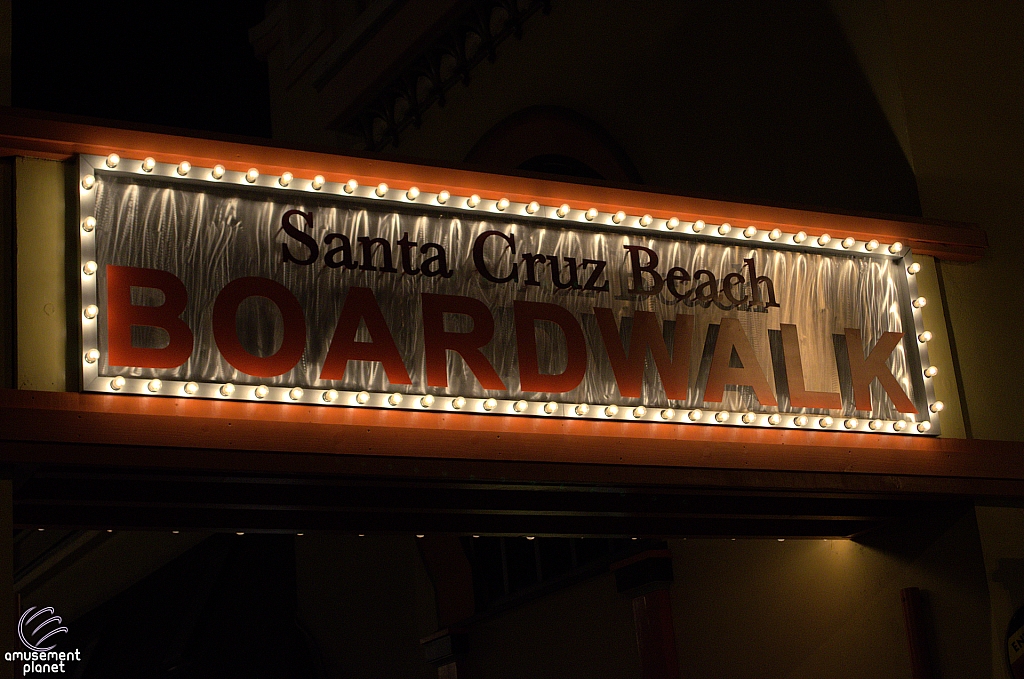 Santa Cruz Beach
BOARDWALK
amusement
planet